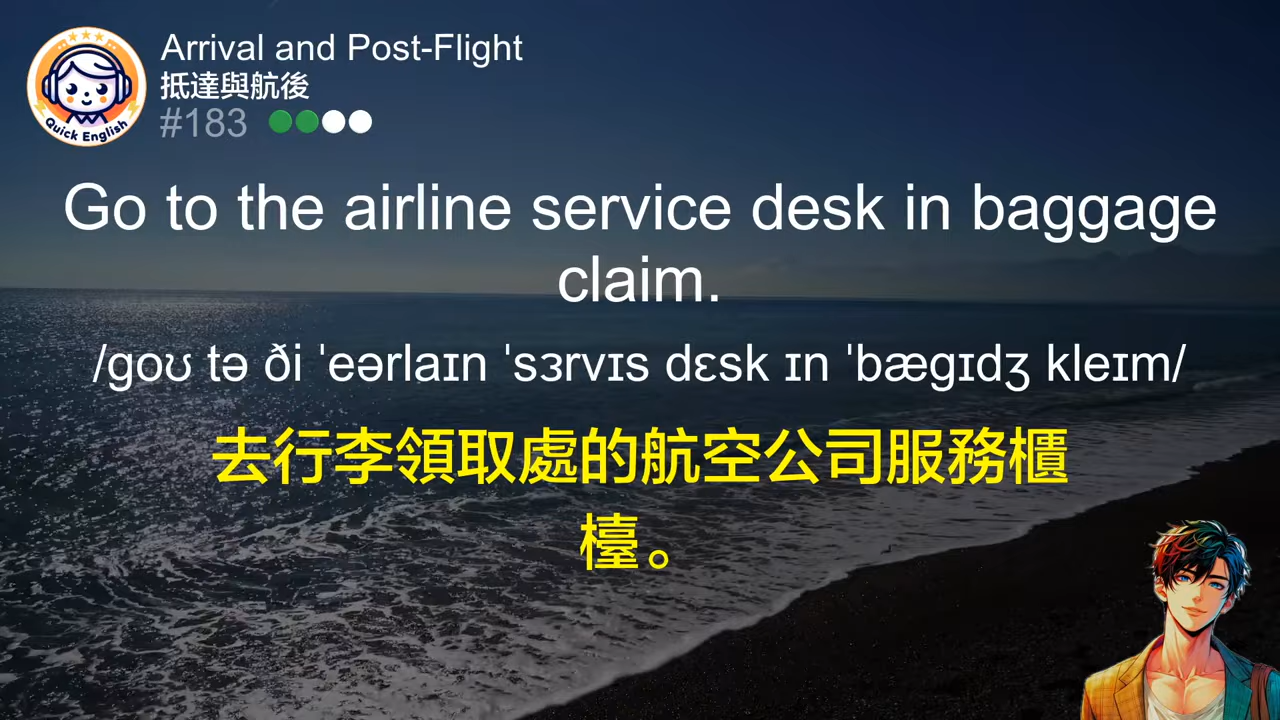 Quick English
Arrival and Post-Flight
抵達與航後
#183
Go to the airline service desk in baggage
claim.
/goʊ tə ði ˈeərlaɪn ˈsɜrvɪs dɛsk ɪn ˈbægɪdʒ kleɪm/
去行李領取處的航空公司服務櫃
檯。